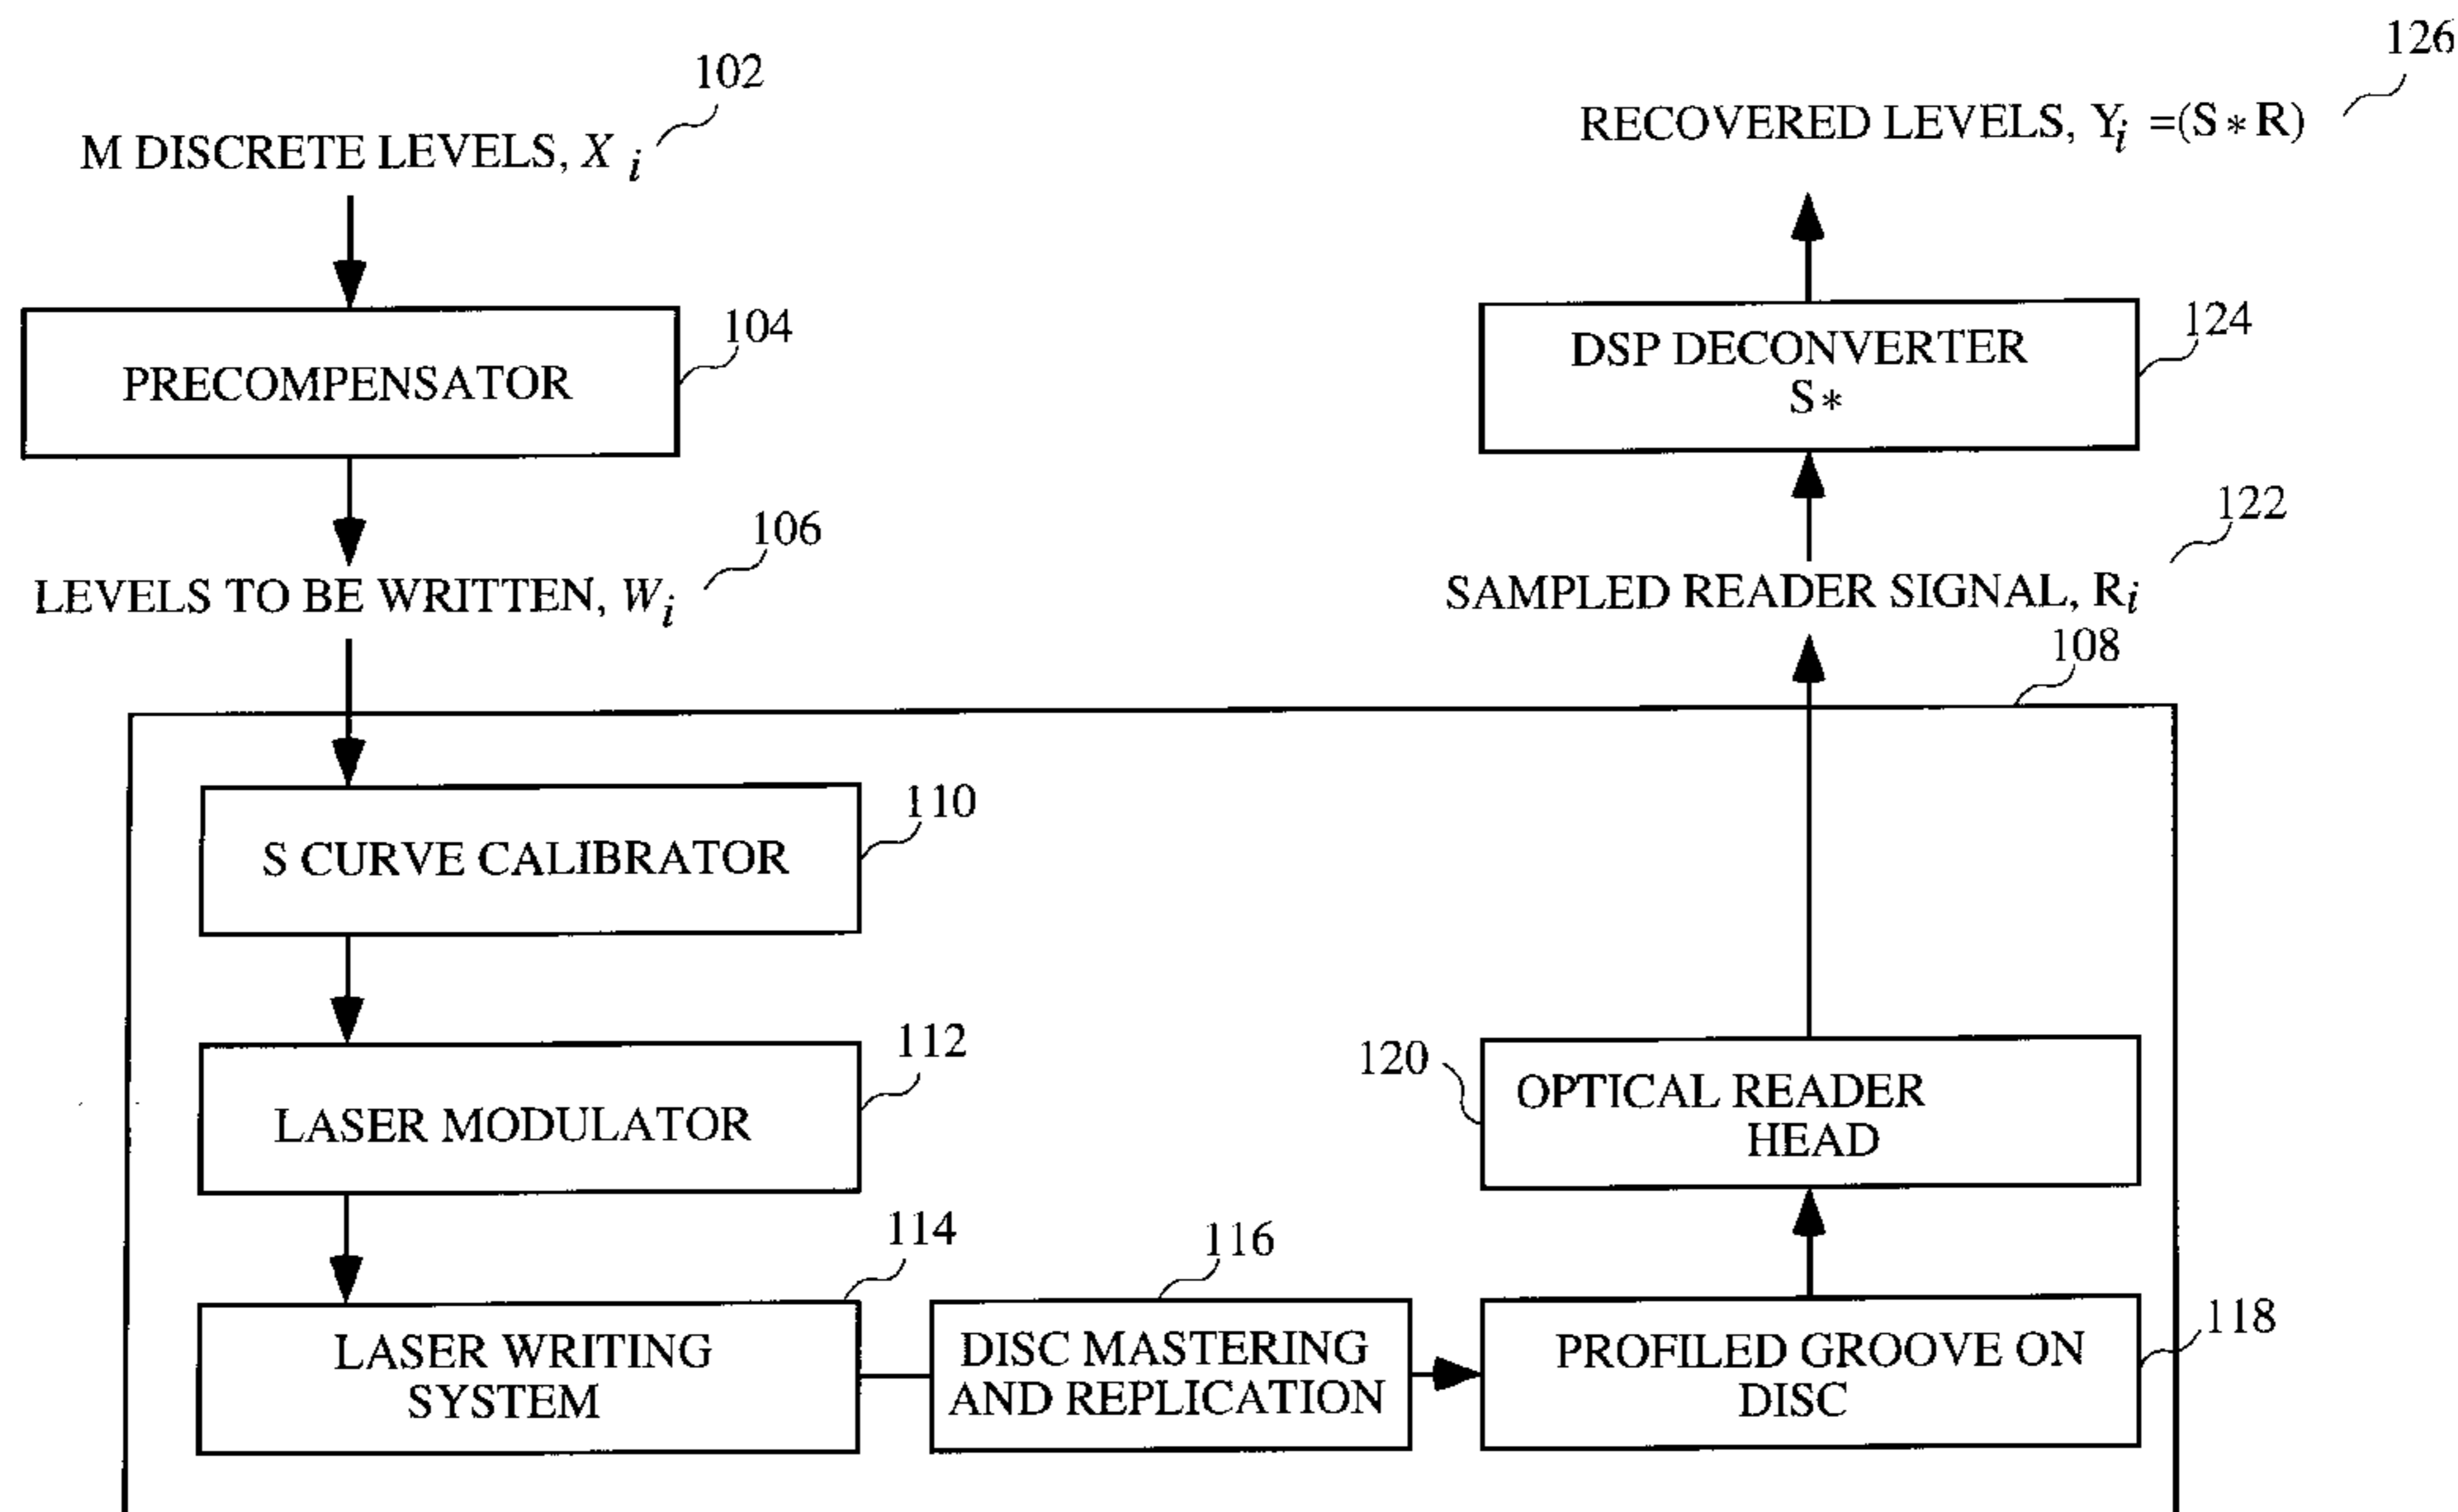 102
M DISCRETE LEVELS, X i
PRECOMPENSATOR
104
106
LEVELS TO BE WRITTEN, Wi
108
S CURVE CALIBRATOR
110
LASER MODULATOR
112
114
LASER WRITING
SYSTEM
116
DISC MASTERING
AND REPLICATION
PROFILED GROOVE ON
DISC
118
120
OPTICAL READER
HEAD
122
SAMPLED READER SIGNAL, Ri
DSP DECONVERTER
S*
124
126
RECOVERED LEVELS, Yi =(S*R)